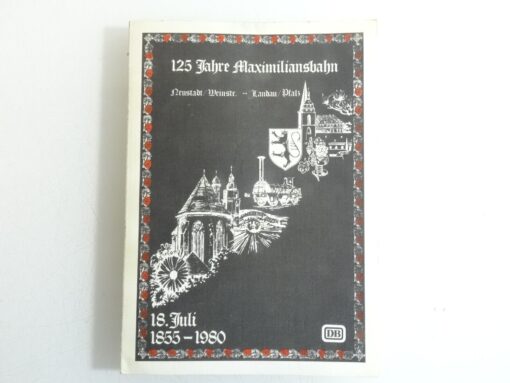 125 Jahre Maximiliansbahn
Neustadt/Weinstr. – Landau/Pfalz
18. Juli
1855 – 1980
DB